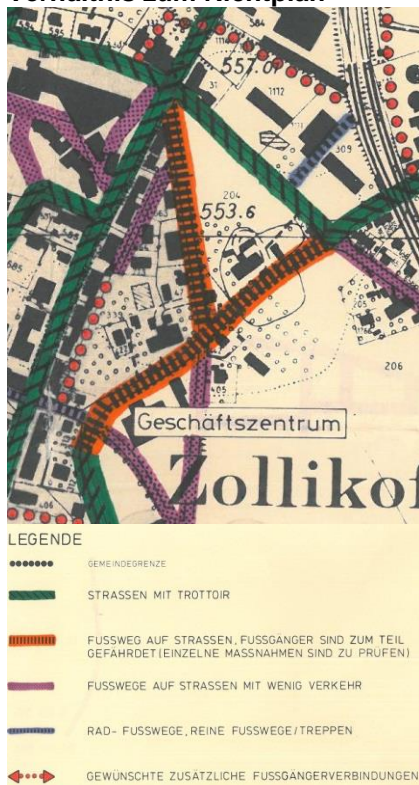 Verhältnis zum Richtplan
557.0
1112
309
204
553.6
206
405
Geschäftszentrum
Zollikof
LEGENDE
GEMEINDEGRENZE
STRASSEN MIT TROTTOIR
FUSSWEG AUF STRASSEN, FUSSGÄNGER SIND ZUM TEIL
GEFÄHRDET (EINZELNE MASSNAHMEN SIND ZU PRÜFEN)
FUSSWEGE AUF STRASSEN MIT WENIG VERKEHR
RAD- FUSSWEGE, REINE FUSSWEGE/TREPPEN
GEWÜNSCHTE ZUSÄTZLICHE FUSSGÄNGERVERBINDUNGEN